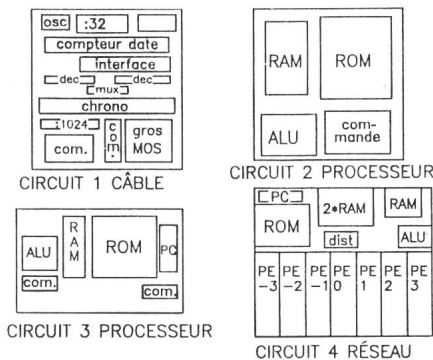 osc :32
compteur date
interface
dec dec
mux
chrono
:1024
com.
com.
gros
MOS
CIRCUIT 1 CÂBLE
RAM
ROM
ALU
com-
mande
CIRCUIT 2 PROCESSEUR
ALU
RAM
ROM
PC
com.
com.
CIRCUIT 3 PROCESSEUR
PC
ROM
2*RAM
RAM
dist
ALU
PE PE PE PE PE PE PE
-3 -2 -1 0 1 2 3
CIRCUIT 4 RÉSEAU